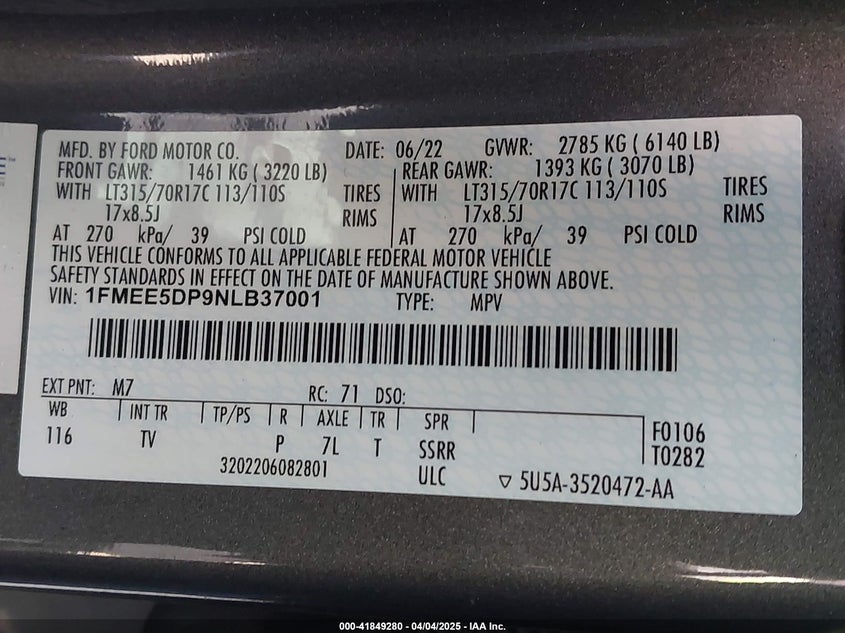 MFD. BY FORD MOTOR CO. DATE: 06/22 GVWR: 2785 KG ( 6140 LB)
FRONT GAWR: 1461 KG ( 3220 LB) REAR GAWR: 1393 KG ( 3070 LB)
WITH LT315/70R17C 113/110S TIRES WITH LT315/70R17C 113/110S TIRES
17x8.5J RIMS 17x8.5J RIMS
AT 270 kPa/ 39 PSI COLD AT 270 kPa/ 39 PSI COLD
THIS VEHICLE CONFORMS TO ALL APPLICABLE FEDERAL MOTOR VEHICLE
SAFETY STANDARDS IN EFFECT ON THE DATE OF MANUFACTURE SHOWN ABOVE.
VIN: 1FMEE5DP9NLB37001 TYPE: MPV
EXT PNT: M7 RC: 71 DSO:
WB INT TR TP/PS R AXLE TR SPR
116 TV P 7L T SSRR F0106
3202206082801 ULC T0282
5U5A-3520472-AA
E
000-41849280 - 04/04/2025 - IAA Inc.